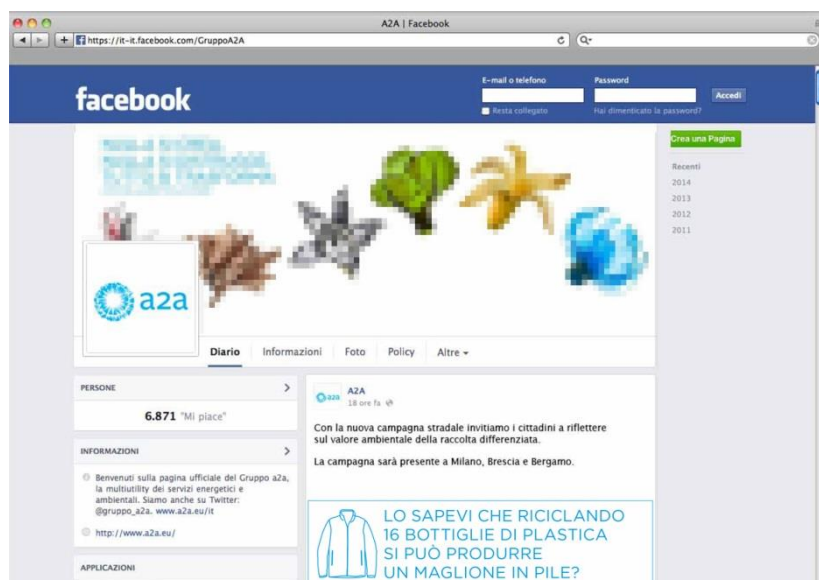 A2A | Facebook
https://it-it.facebook.com/GruppoA2A
facebook
E-mail o telefono
Password
Accedi
Resta collegato
Hai dimenticato la password?
Crea una Pagina
Recenti
2014
2013
2012
2011
a2a
Diario Informazioni Foto Policy Altre
PERSONE
6.871 "Mi piace"
INFORMAZIONI
Benvenuti sulla pagina ufficiale del Gruppo a2a,
la multiutility dei servizi energetici e
ambientali. Siamo anche su Twitter:
@gruppo_a2a. www.a2a.eu/it
http://www.a2a.eu/
APPLICAZIONI
a2a
A2A
18 ore fa
Con la nuova campagna stradale invitiamo i cittadini a riflettere
sul valore ambientale della raccolta differenziata.
La campagna sarà presente a Milano, Brescia e Bergamo.
LO SAPEVI CHE RICICLANDO
16 BOTTIGLIE DI PLASTICA
SI PUÒ PRODURRE
UN MAGLIONE IN PILE?